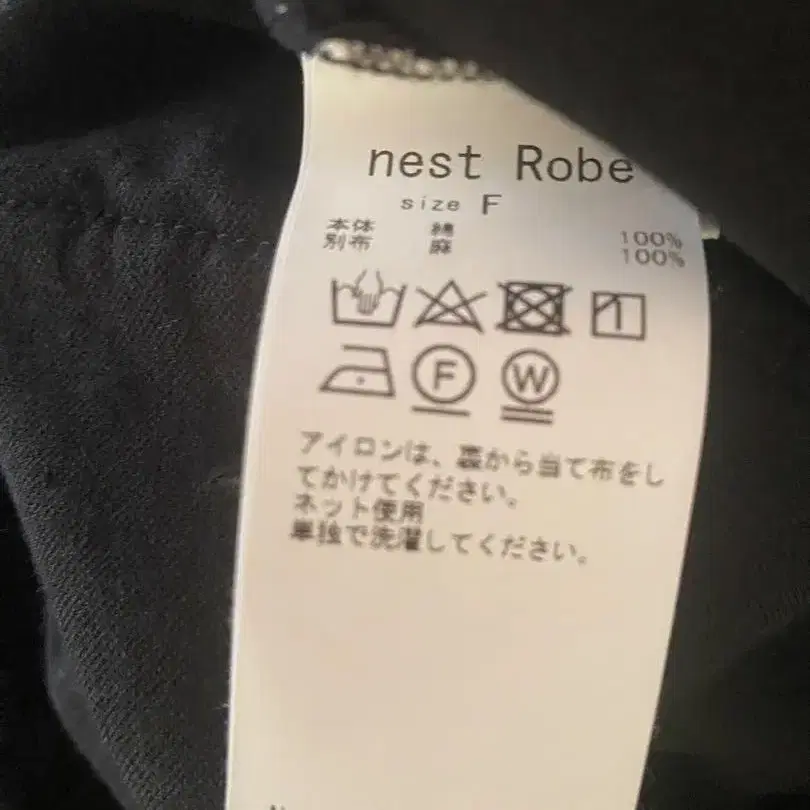 nest Robe
size F
本体 綿 100%
別布 麻 100%
F W
アイロンは、裏から当て布をし
てかけてください。
ネット使用
単独で洗濯してください。